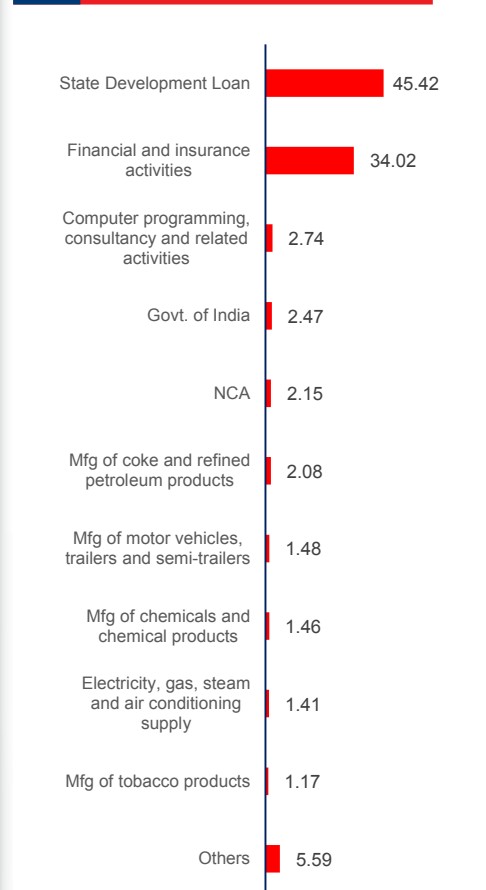 State Development Loan
45.42
Financial and insurance
activities
34.02
Computer programming,
consultancy and related
activities
2.74
Govt. of India
2.47
NCA
2.15
Mfg of coke and refined
petroleum products
2.08
Mfg of motor vehicles,
trailers and semi-trailers
1.48
Mfg of chemicals and
chemical products
1.46
Electricity, gas, steam
and air conditioning
supply
1.41
Mfg of tobacco products
1.17
Others
5.59